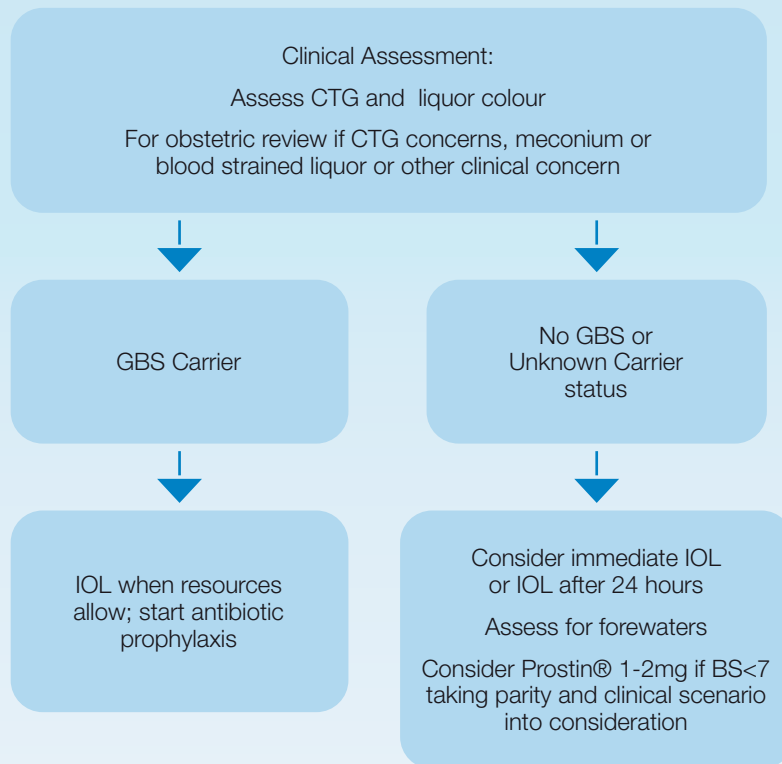 Clinical Assessment:
Assess CTG and  liquor colour
For obstetric review if CTG concerns, meconium or
blood strained liquor or other clinical concern
GBS Carrier
No GBS or
Unknown Carrier
status
IOL when resources
allow; start antibiotic
prophylaxis
Consider immediate IOL
or IOL after 24 hours
Assess for forewaters
Consider Prostin® 1-2mg if BS<7
taking parity and clinical scenario
into consideration